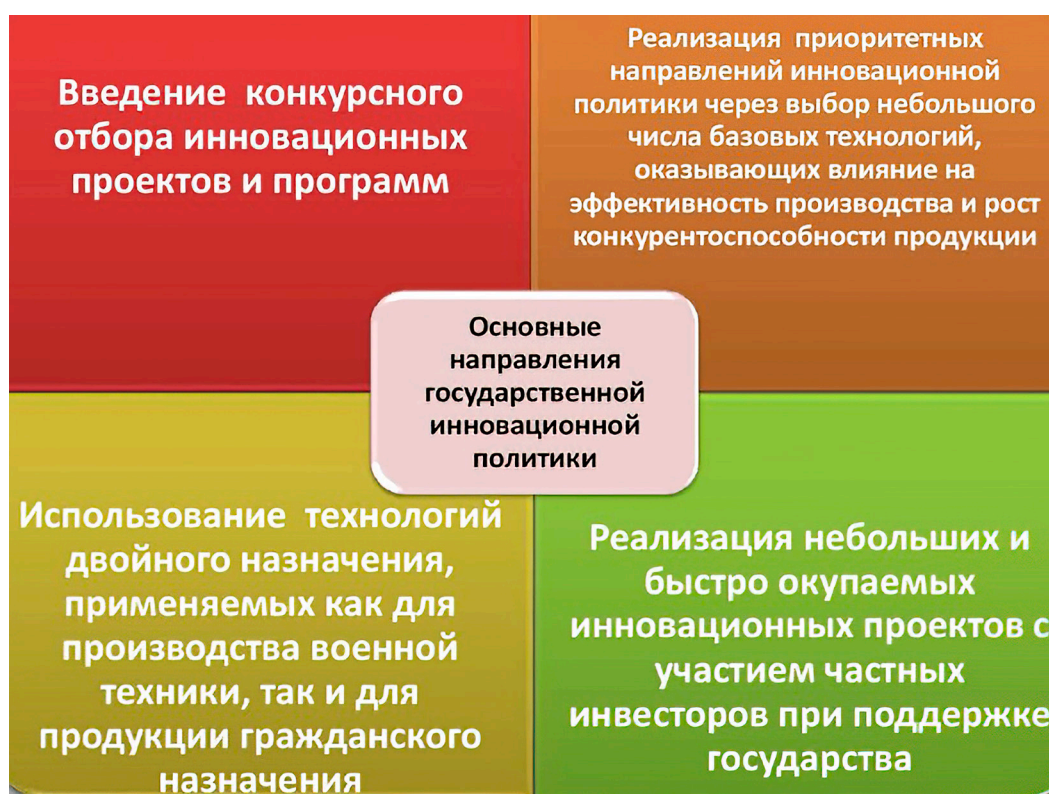 Введение конкурсного
отбора инновационных
проектов и программ
Реализация приоритетных
направлений инновационной
политики через выбор небольшого
числа базовых технологий,
оказывающих влияние на
эффективность производства и рост
конкурентоспособности продукции
Основные
направления
государственной
инновационной
политики
Использование технологий
двойного назначения,
применяемых как для
производства военной
техники, так и для
продукции гражданского
назначения
Реализация небольших и
быстро окупаемых
инновационных проектов с
участием частных
инвесторов при поддержке
государства